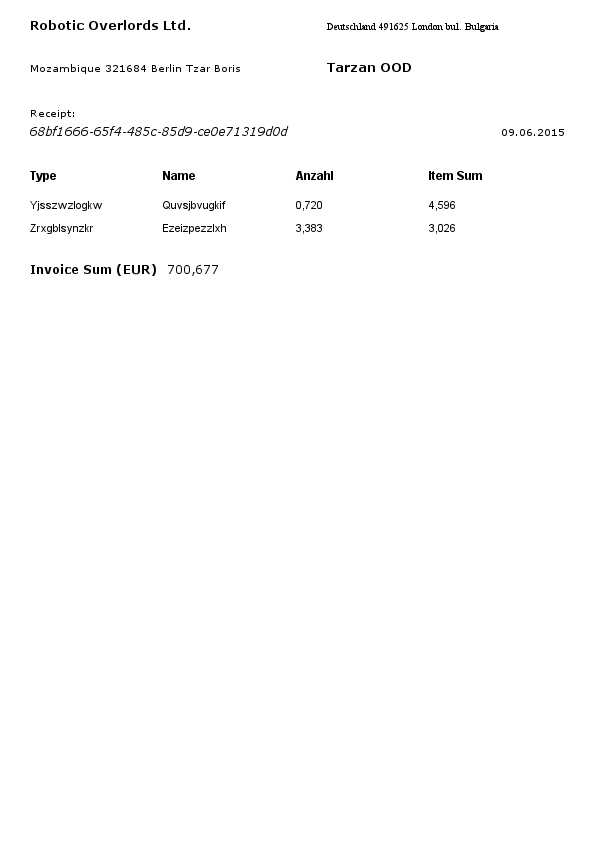 Robotic Overlords Ltd.
Deutschland 491625 London bul. Bulgaria
Mozambique 321684 Berlin Tzar Boris
Tarzan OOD
Receipt:
68bf1666-65f4-485c-85d9-ce0e71319d0d
09.06.2015
Type Name Anzahl Item Sum
Yjsszwzlogkw Quvsjbvugkif 0,720 4,596
Zrxgblsynzkr Ezeizpezzlxh 3,383 3,026
Invoice Sum (EUR) 700,677